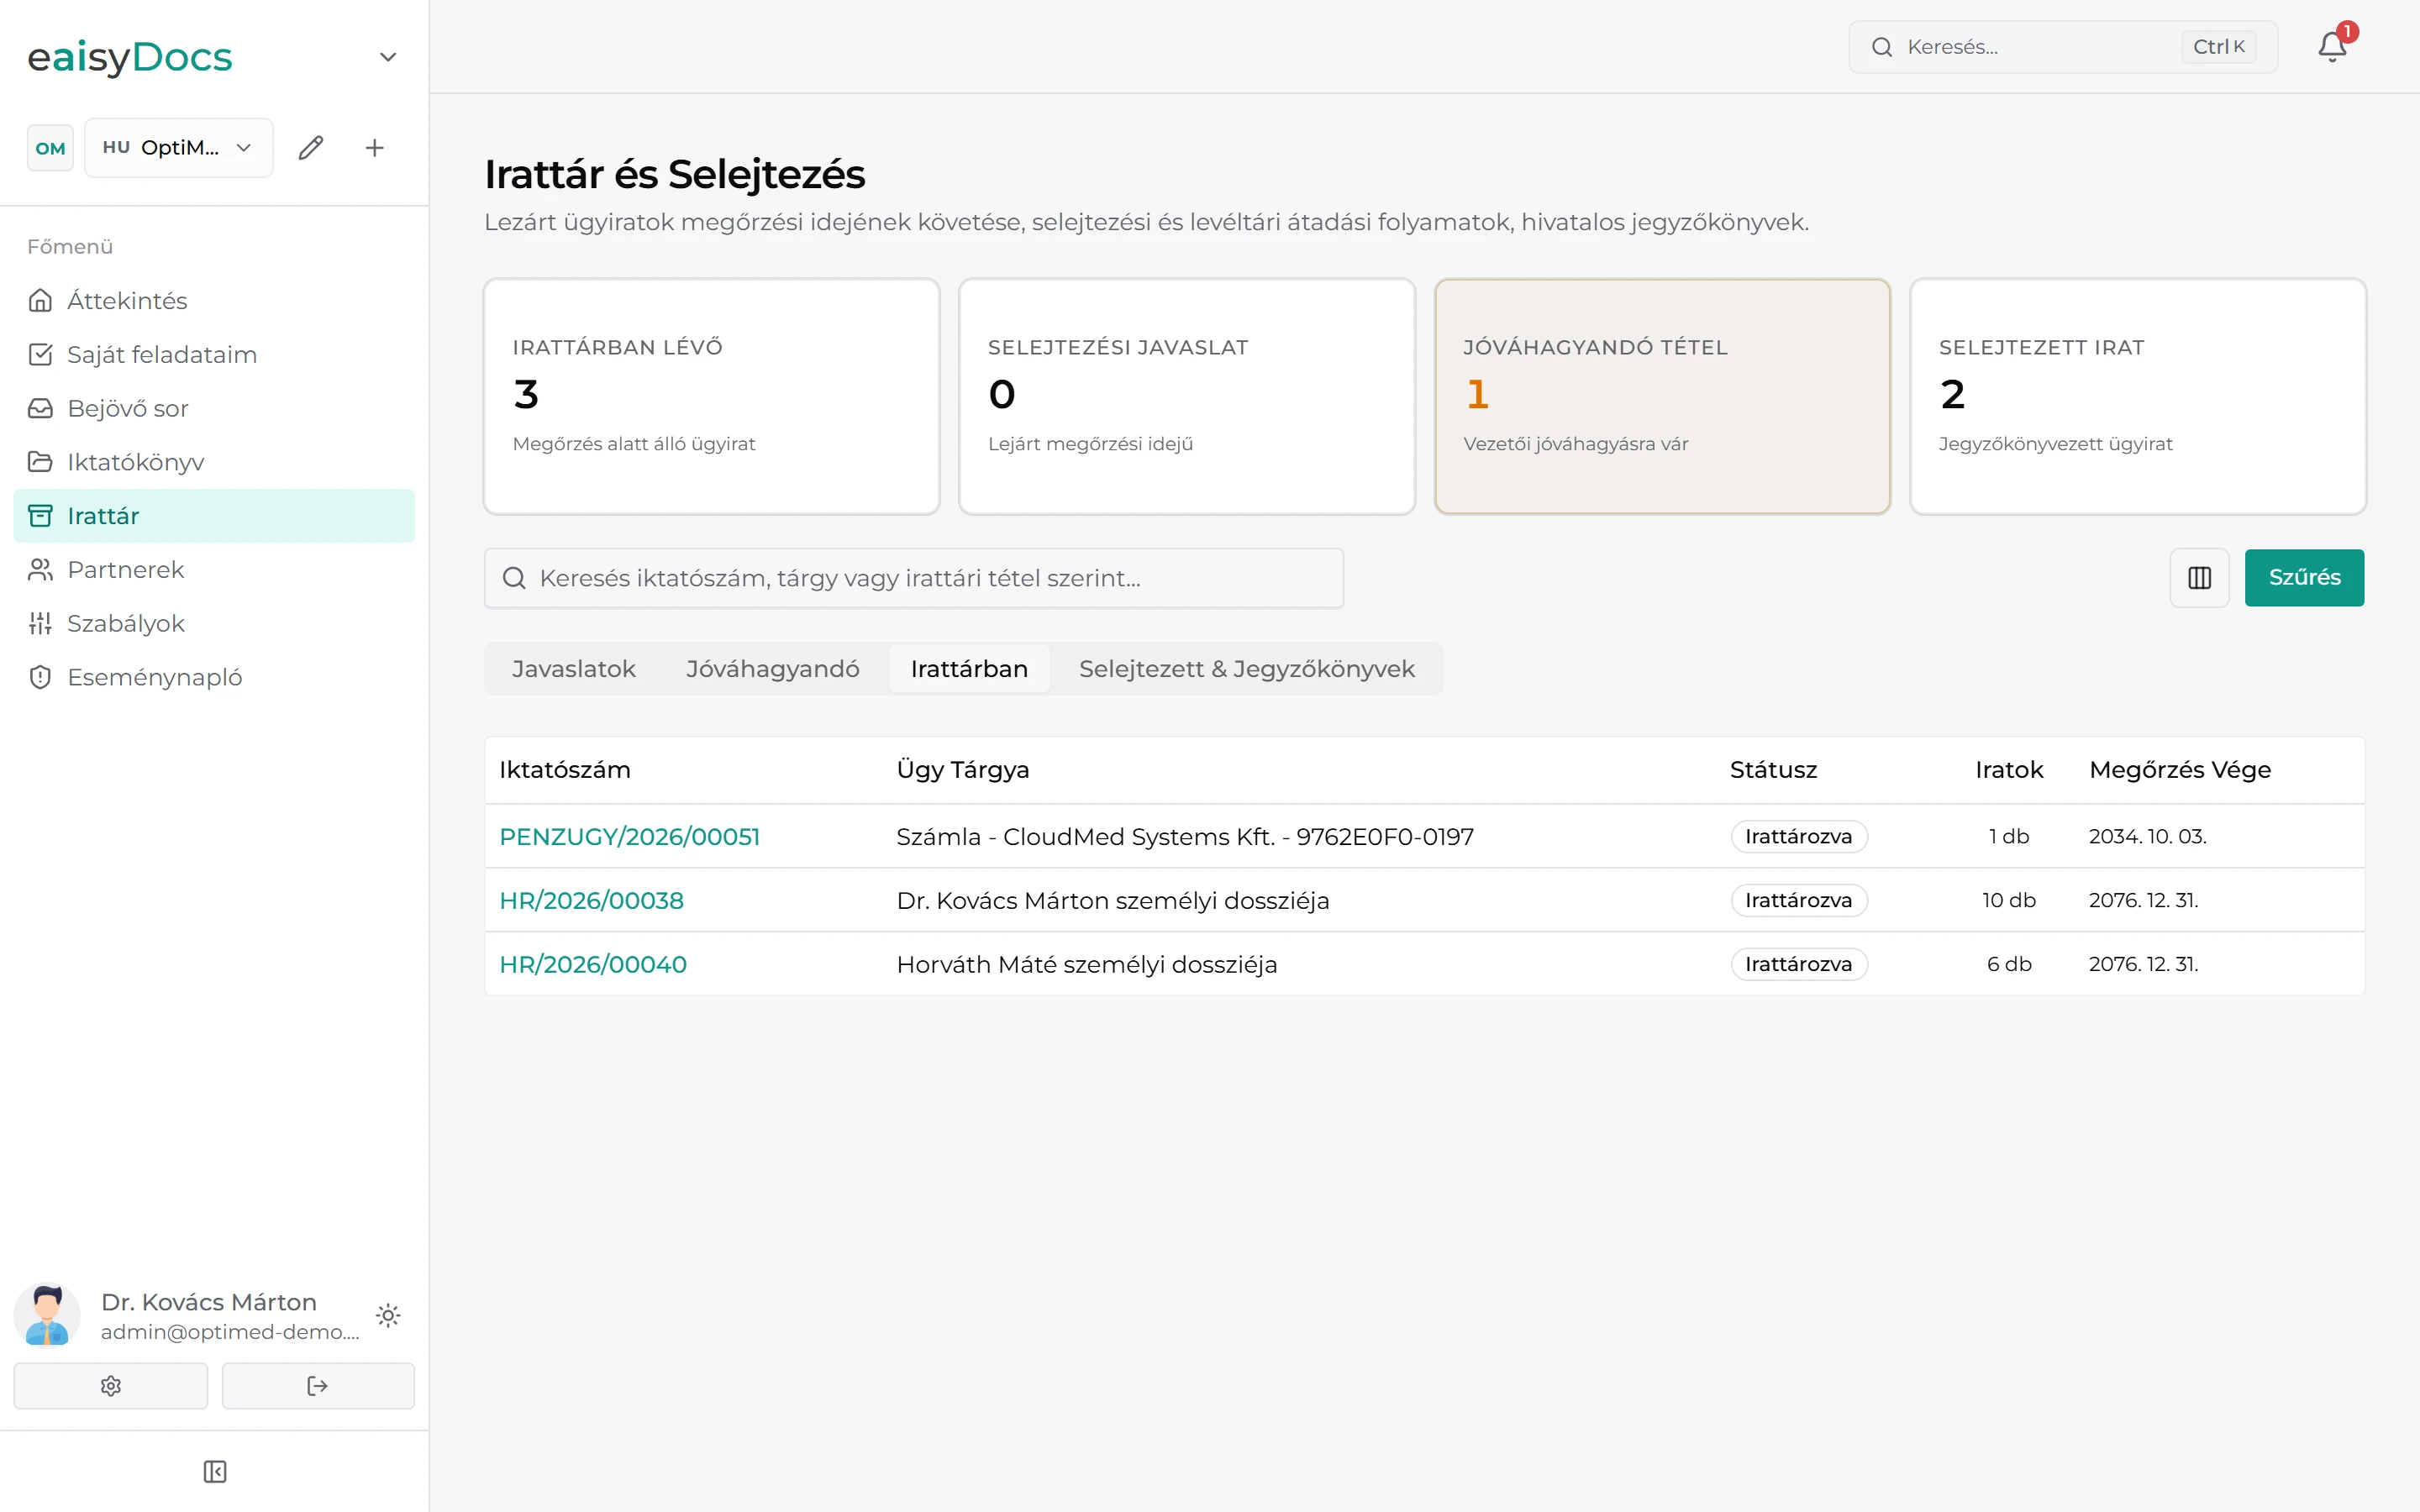 eaisyDocs
OM
HU OptiM...
Keresés...
Ctrl K
1
Főmenü
Áttekintés
Saját feladataim
Bejövő sor
Iktatókönyv
Irattár
Partnerek
Szabályok
Eseménynapló
Dr. Kovács Márton
admin@optimed-demo....
Irattár és Selejtezés
Lezárt ügyiratok megőrzési idejének követése, selejtezési és levéltári átadási folyamatok, hivatalos jegyzőkönyvek.
IRATTÁRBAN LÉVŐ
3
Megőrzés alatt álló ügyirat
SELEJTEZÉSI JAVASLAT
0
Lejárt megőrzési idejű
JÓVÁHAGYANDÓ TÉTEL
1
Vezetői jóváhagyásra vár
SELEJTEZETT IRAT
2
Jegyzőkönyvezett ügyirat
Keresés iktatószám, tárgy vagy irattári tétel szerint...
Szűrés
Javaslatok Jóváhagyandó Irattárban Selejtezett & Jegyzőkönyvek
Iktatószám Ügy Tárgya Státusz Iratok Megőrzés Vége
PENZUGY/2026/00051 Számla - CloudMed Systems Kft. - 9762E0F0-0197 Irattározva 1 db 2034. 10. 03.
HR/2026/00038 Dr. Kovács Márton személyi dossziéja Irattározva 10 db 2076. 12. 31.
HR/2026/00040 Horváth Máté személyi dossziéja Irattározva 6 db 2076. 12. 31.